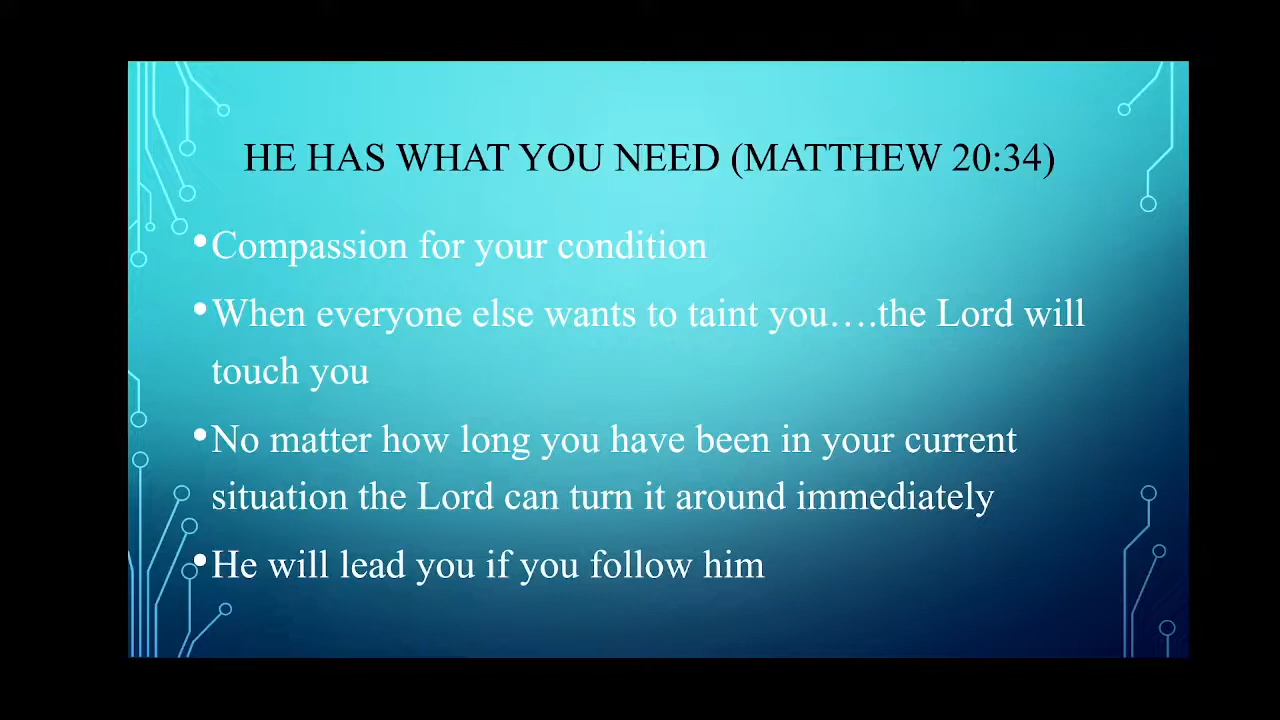 HE HAS WHAT YOU NEED (MATTHEW 20:34)
•Compassion for your condition
•When everyone else wants to taint you….the Lord will
touch you
•No matter how long you have been in your current
situation the Lord can turn it around immediately
•He will lead you if you follow him